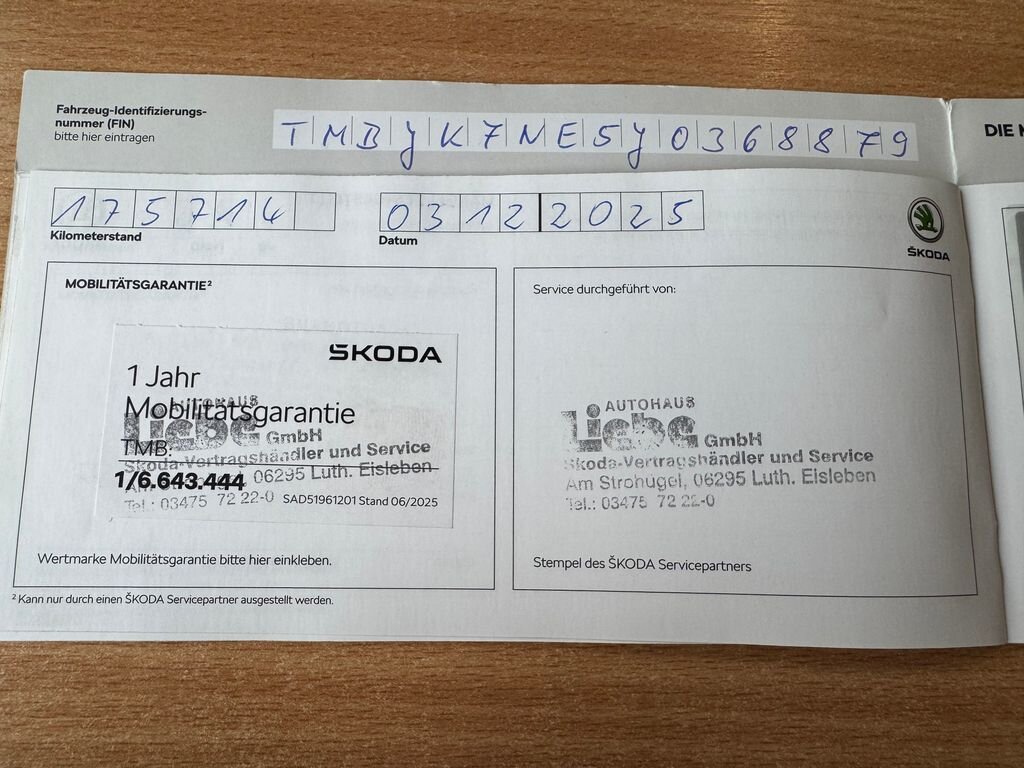 Fahrzeug-Identifizierungs-
nummer (FIN)
bitte hier eintragen
TMBJK7NE5J0368879
DIE
175714
Kilometerstand
03122025
Datum
ŠKODA
MOBILITÄTSGARANTIE²
ŠKODA
1 Jahr
Mobilitätsgarantie
TMB:
1/6.643.444
SAD51961201 Stand 06/2025
AUTOHAUS
Liebe GmbH
Skoda-Vertragshändler und Service
Am 06295 Luth. Eisleben
Tel.: 03475 72 22-0
Wertmarke Mobilitätsgarantie bitte hier einkleben.
Service durchgeführt von:
AUTOHAUS
Liebe GmbH
Skoda-Vertragshändler und Service
Am Strohügel, 06295 Luth. Eisleben
Tel.: 03475 72 22-0
Stempel des ŠKODA Servicepartners
² Kann nur durch einen ŠKODA Servicepartner ausgestellt werden.